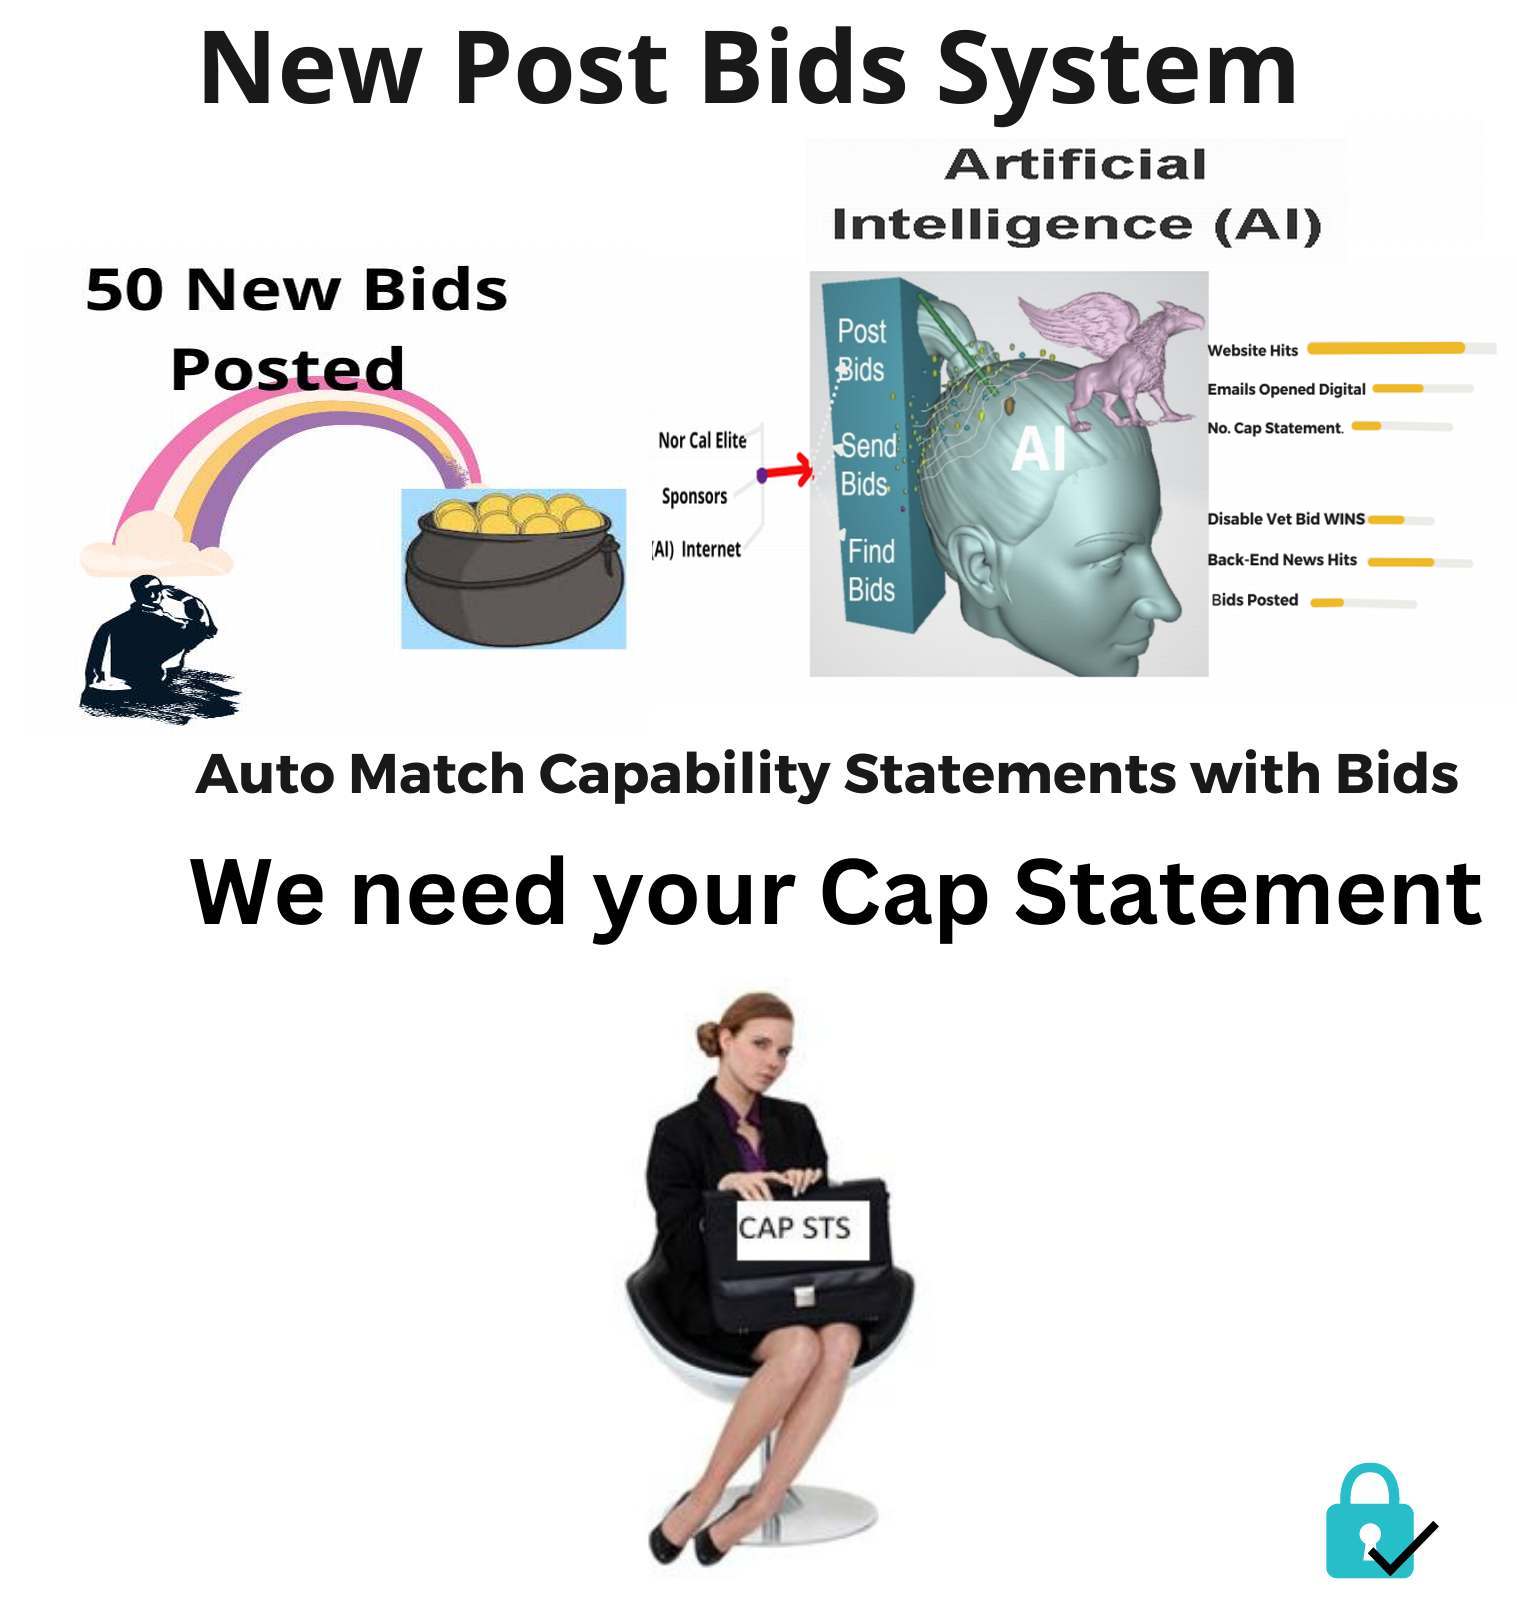 New Post Bids System
Artificial
Intelligence (AI)
50 New Bids
Posted
Nor Cal Elite
Sponsors
(AI) Internet
Post
Bids
Send
Bids
Find
Bids
AI
Website Hits
Emails Opened Digital
No. Cap Statement.
Disable Vet Bid WINS
Back-End News Hits
Bids Posted
Auto Match Capability Statements with Bids
We need your Cap Statement
CAP STS